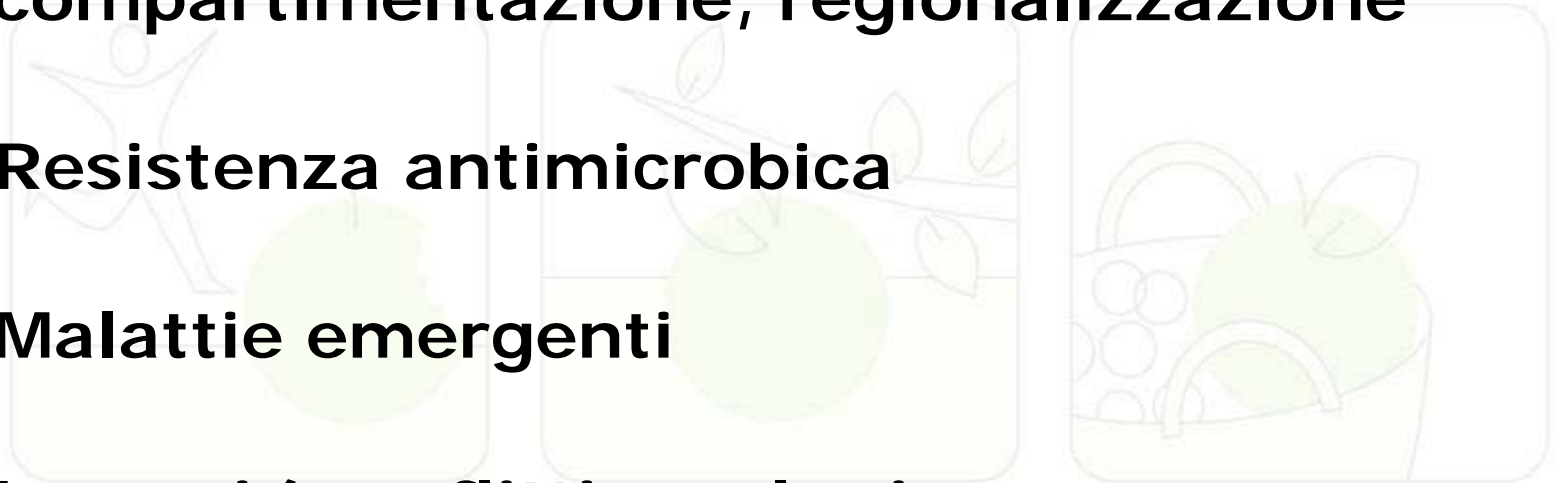 compartimentazione, regionalizzazione
Resistenza antimicrobica
Malattie emergenti